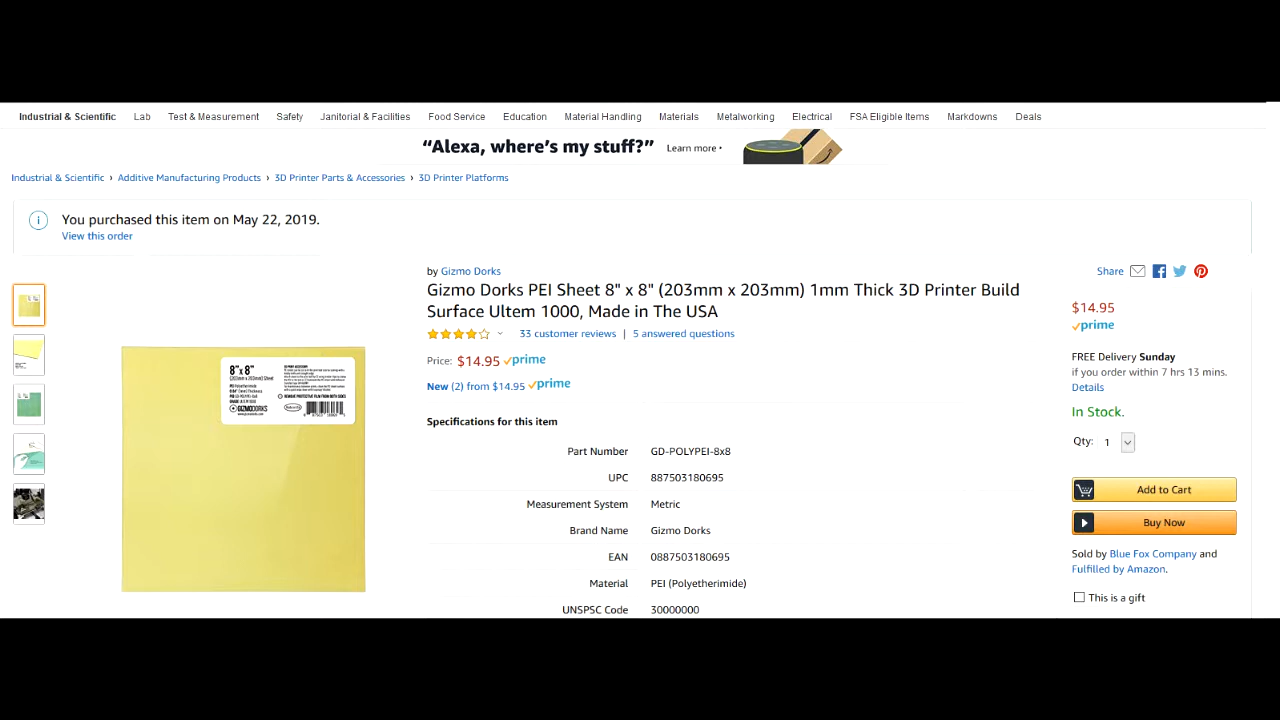 Industrial & Scientific Lab Test & Measurement Safety Janitorial & Facilities Food Service Education Material Handling Materials Metalworking Electrical FSA Eligible Items Markdowns Deals
“Alexa, where’s my stuff?” Learn more
Industrial & Scientific › Additive Manufacturing Products › 3D Printer Parts & Accessories › 3D Printer Platforms
You purchased this item on May 22, 2019.
View this order
8" x 8"
(203mm x 203mm) Sheet
GIZMODORKS
by Gizmo Dorks
Gizmo Dorks PEI Sheet 8" x 8" (203mm x 203mm) 1mm Thick 3D Printer Build
Surface Ultem 1000, Made in The USA
33 customer reviews | 5 answered questions
Price: $14.95 prime
New (2) from $14.95 prime
Specifications for this item
Part Number GD-POLYPEI-8x8
UPC 887503180695
Measurement System Metric
Brand Name Gizmo Dorks
EAN 0887503180695
Material PEI (Polyetherimide)
UNSPSC Code 30000000
Share
$14.95
prime
FREE Delivery Sunday
if you order within 7 hrs 13 mins.
Details
In Stock.
Qty: 1
Add to Cart
Buy Now
Sold by Blue Fox Company and
Fulfilled by Amazon.
This is a gift